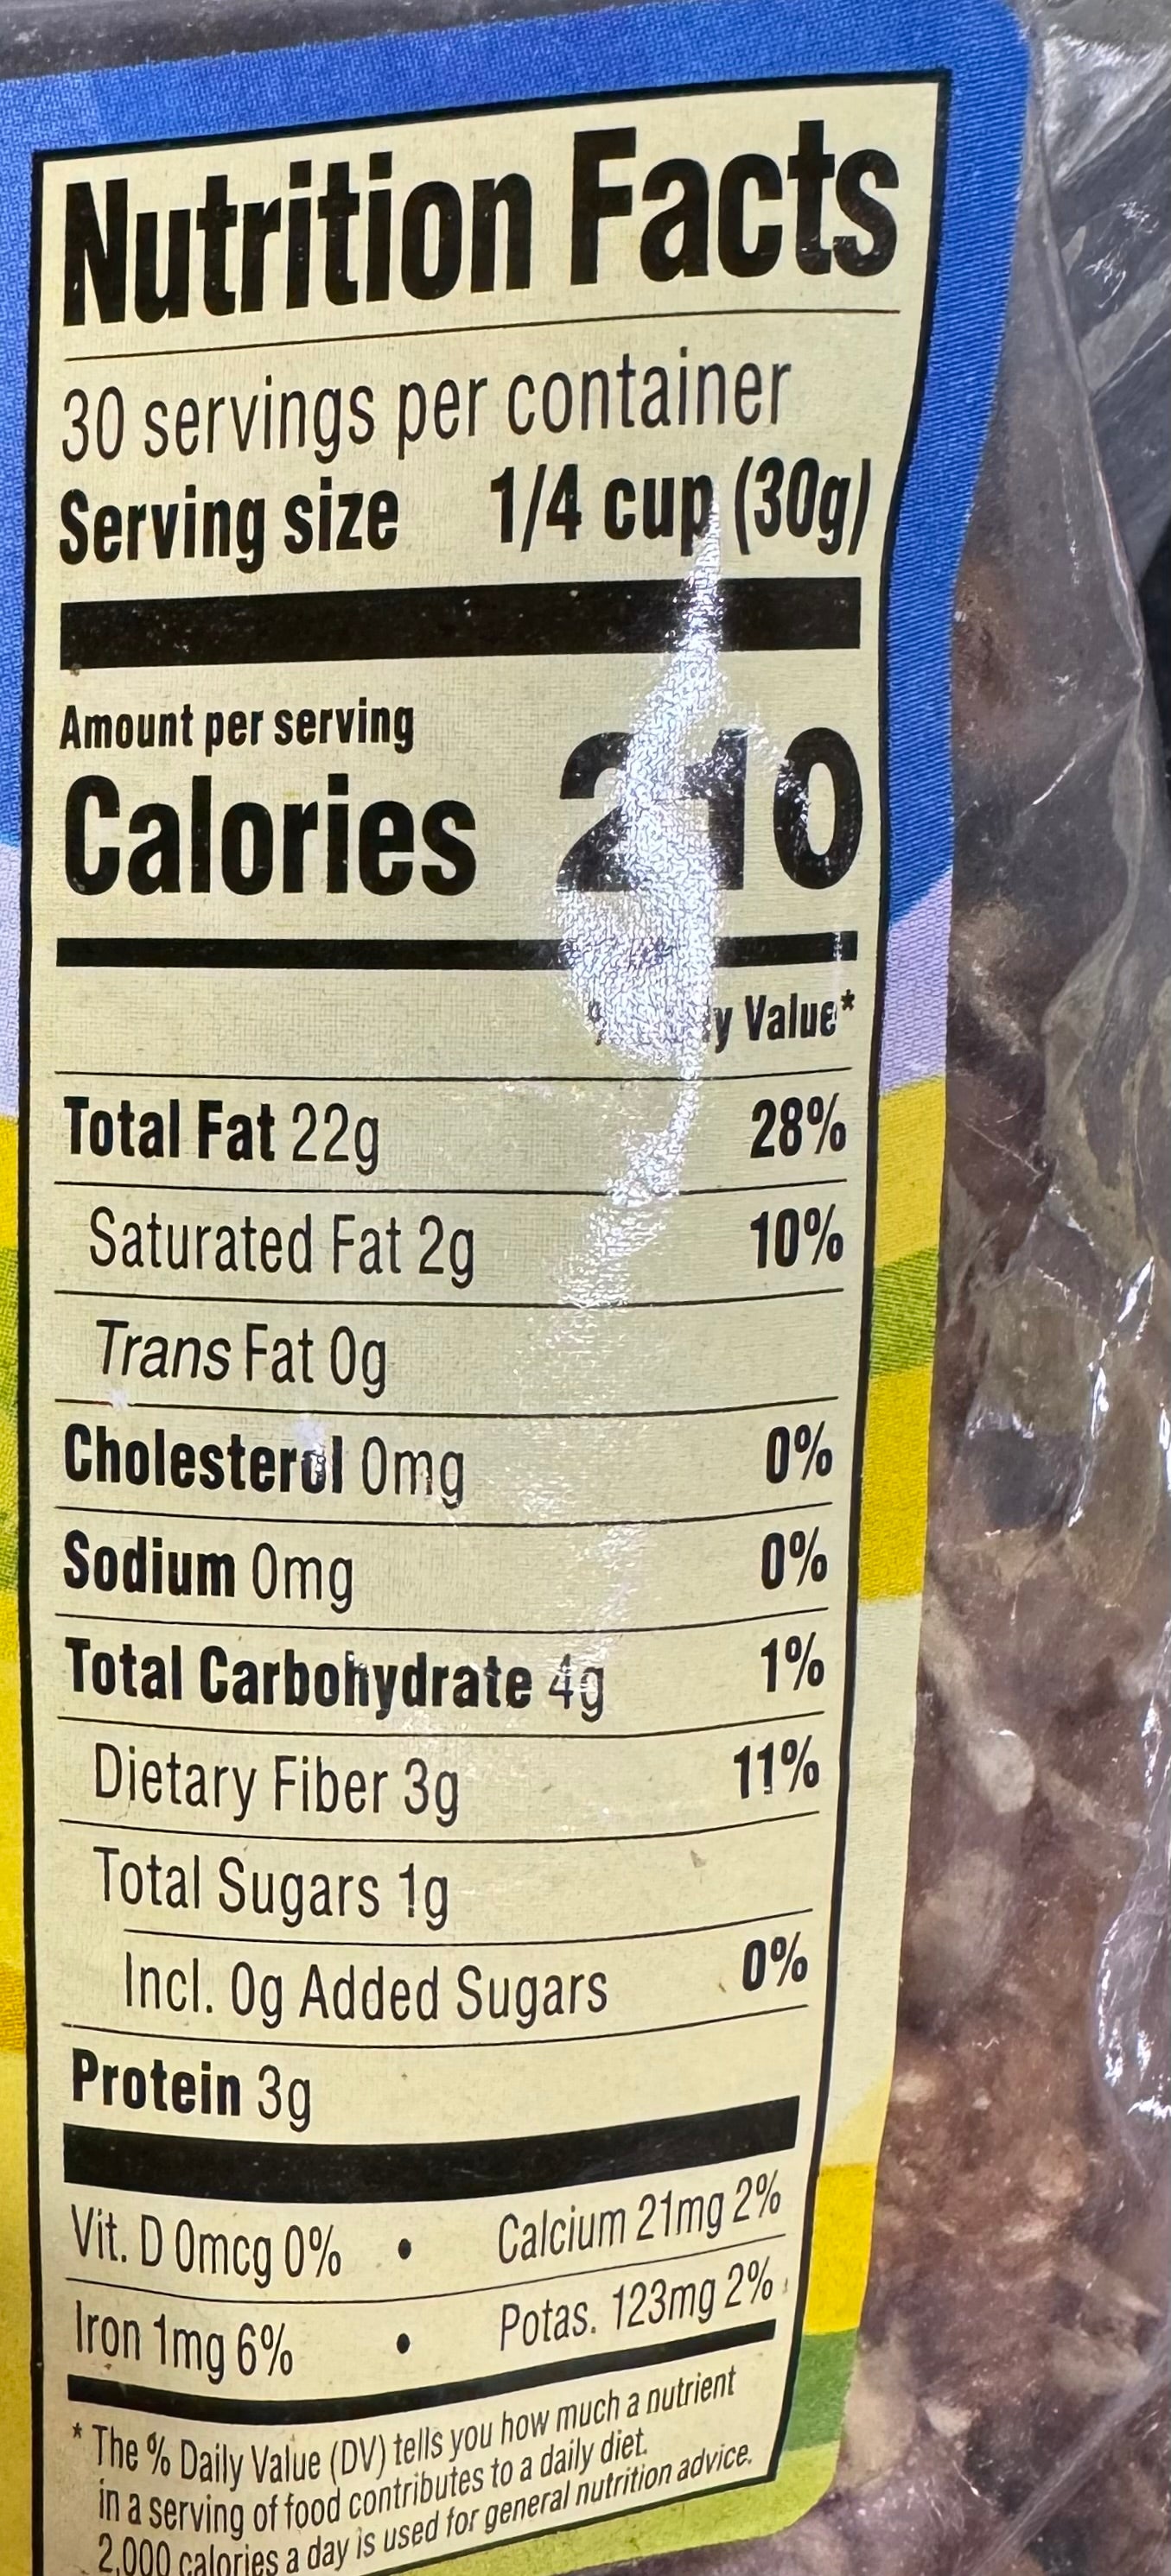 Nutrition Facts
30 servings per container
Serving size 1/4 cup (30g)
Amount per serving
Calories 210
% Daily Value*
Total Fat 22g 28%
Saturated Fat 2g 10%
Trans Fat 0g
Cholesterol 0mg 0%
Sodium 0mg 0%
Total Carbohydrate 4g 1%
Dietary Fiber 3g 11%
Total Sugars 1g
Incl. 0g Added Sugars 0%
Protein 3g
Vit. D 0mcg 0% • Calcium 21mg 2%
Iron 1mg 6% • Potas. 123mg 2%
* The % Daily Value (DV) tells you how much a nutrient
in a serving of food contributes to a daily diet.
2,000 calories a day is used for general nutrition advice.